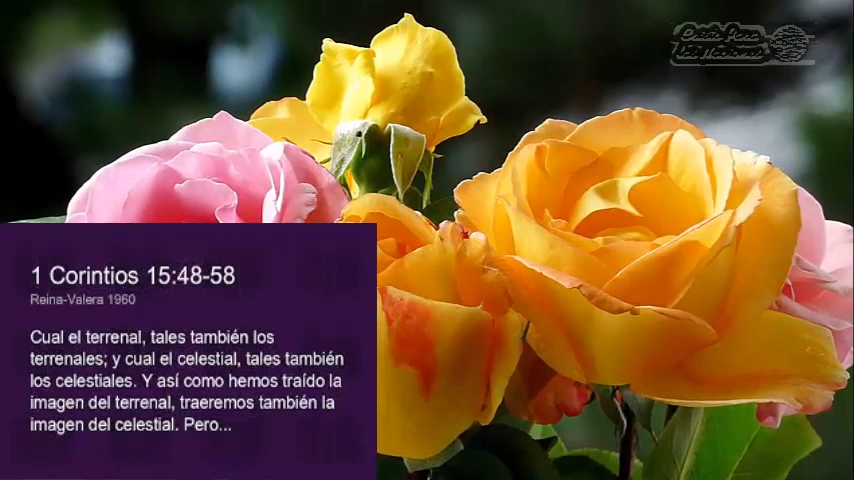 1 Corintios 15:48-58
Reina-Valera 1960
Cual el terrenal, tales también los
terrenales; y cual el celestial, tales también
los celestiales. Y así como hemos traído la
imagen del terrenal, traeremos también la
imagen del celestial. Pero...